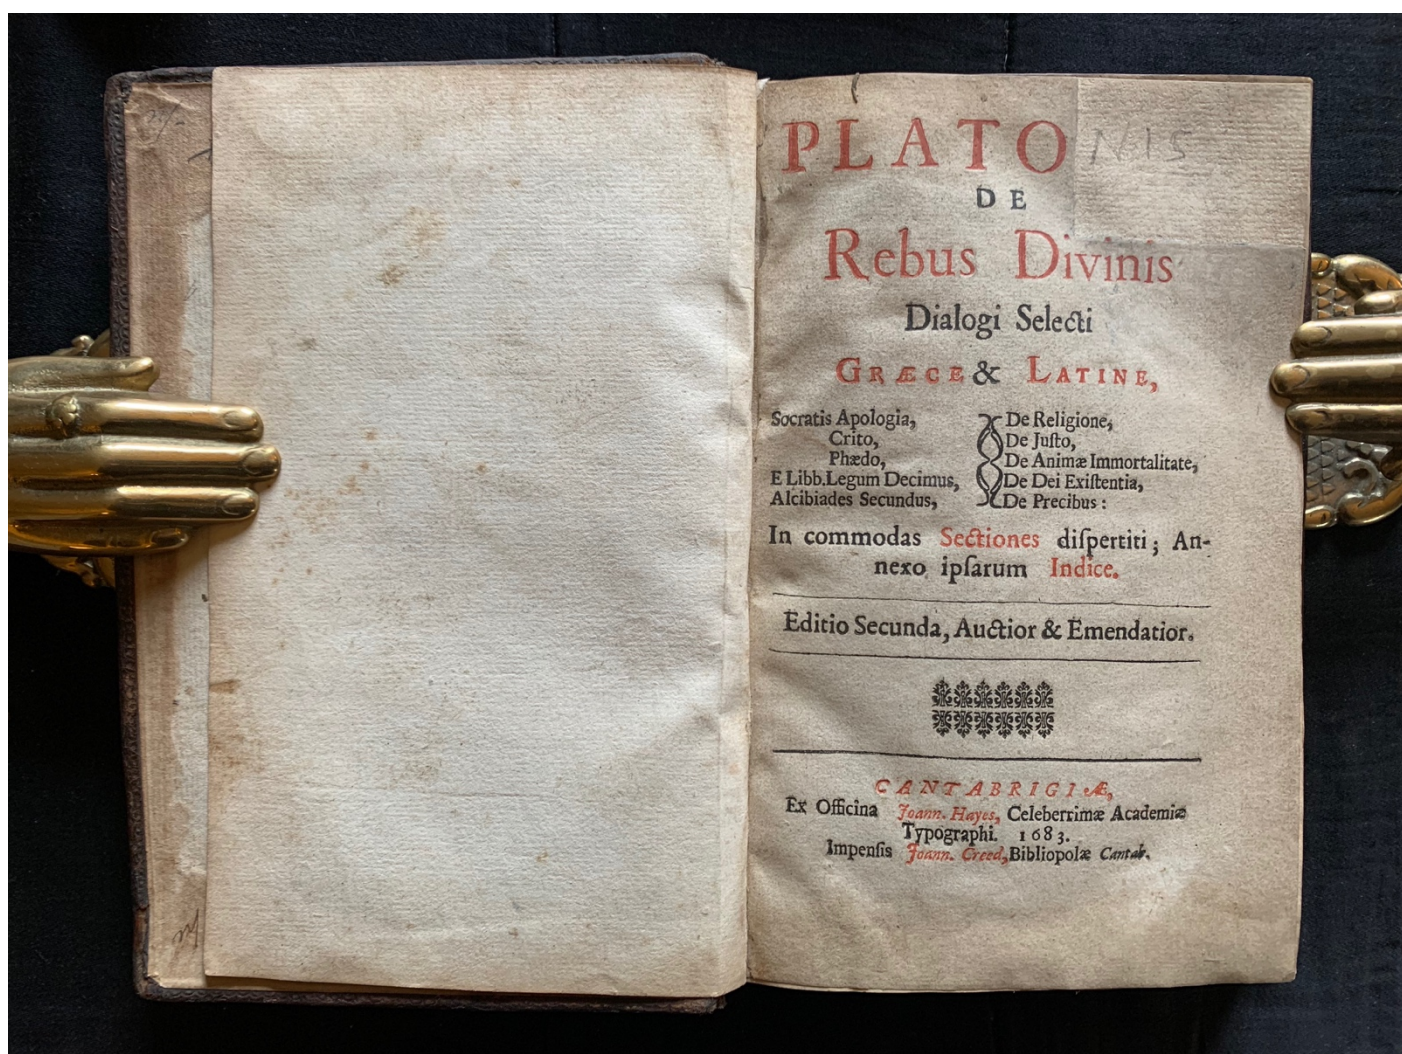 PLATONIS
DE
Rebus Divinis
Dialogi Selecti
GRÆCE & LATINE,
Socratis Apologia, De Religione,
Crito, De Juſto,
Phædo, De Animæ Immortalitate,
E Libb. Legum Decimus, De Dei Exiſtentia,
Alcibiades Secundus, De Precibus:
In commodas Sectiones diſpertiti; An-
nexo ipſarum Indice.
Editio Secunda, Auctior & Emendatior.
CANTABRIGIÆ,
Ex Officina Joann. Hayes, Celeberrimæ Academiæ
Typographi. 1683.
Impenſis Joann. Creed, Bibliopolæ Cantab.